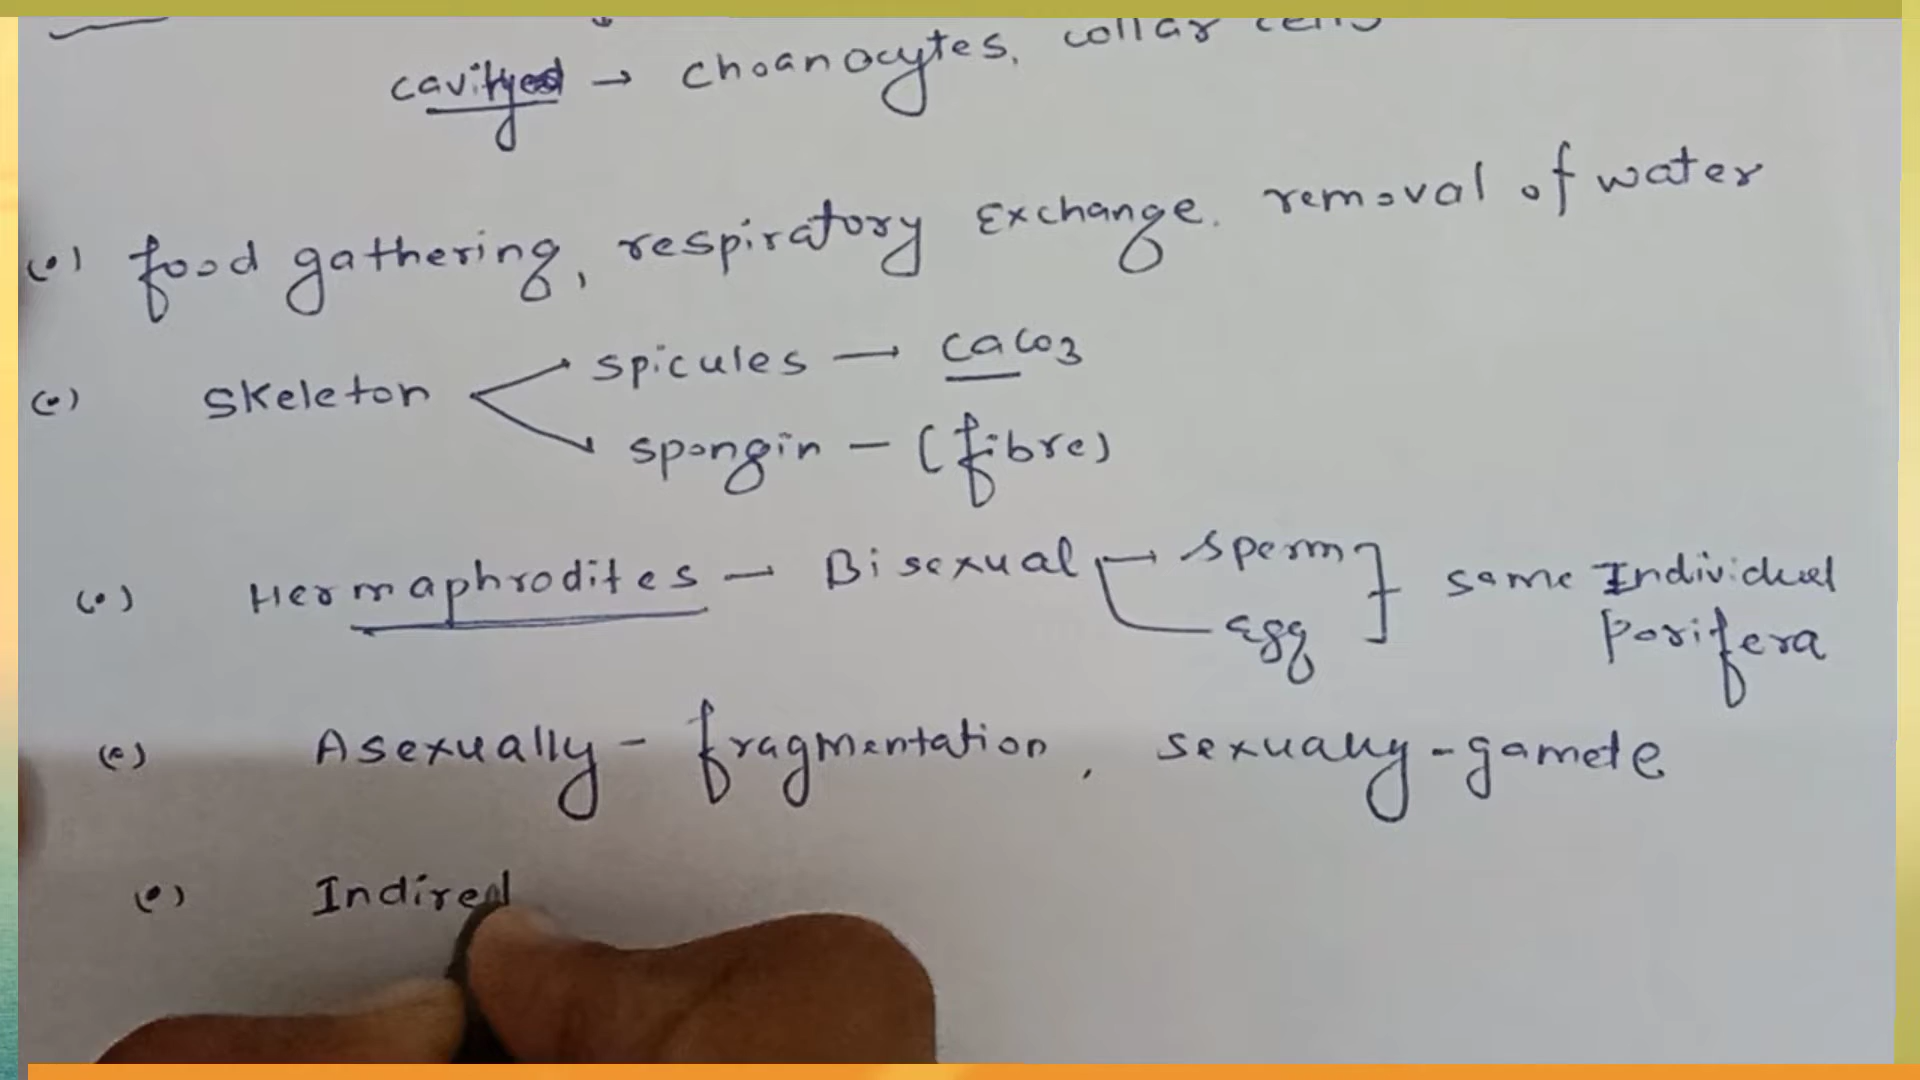 cavity → choanocytes, collar cells
(•) food gathering, respiratory Exchange. removal of water
(•) Skeleton spicules → CaCO3
spongin - (fibre)
(•) Hermaphrodites → Bisexual → sperm same Individual
egg porifera
(•) Asexually - fragmentation, sexually - gamete
(•) Indirect